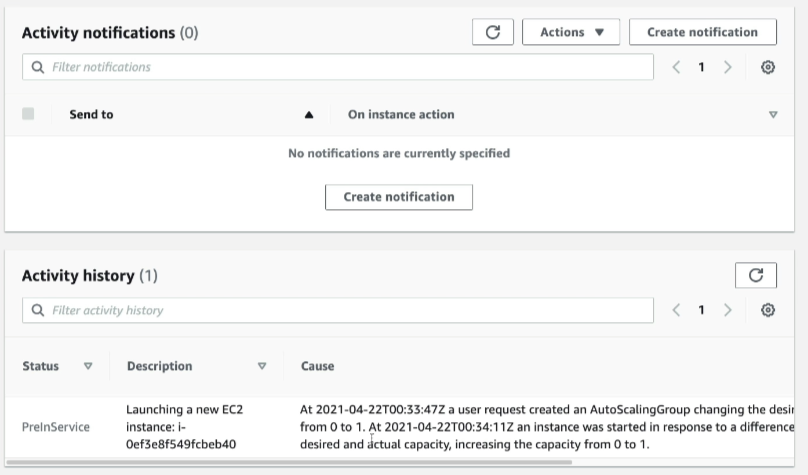 Activity notifications (0)
Actions
Create notification
Filter notifications
1
Send to
On instance action
No notifications are currently specified
Create notification
Activity history (1)
Filter activity history
1
Status
Description
Cause
PreInService
Launching a new EC2
instance: i-
0ef3e8f549fcbeb40
At 2021-04-22T00:33:47Z a user request created an AutoScalingGroup changing the desir
from 0 to 1. At 2021-04-22T00:34:11Z an instance was started in response to a difference
desired and actual capacity, increasing the capacity from 0 to 1.